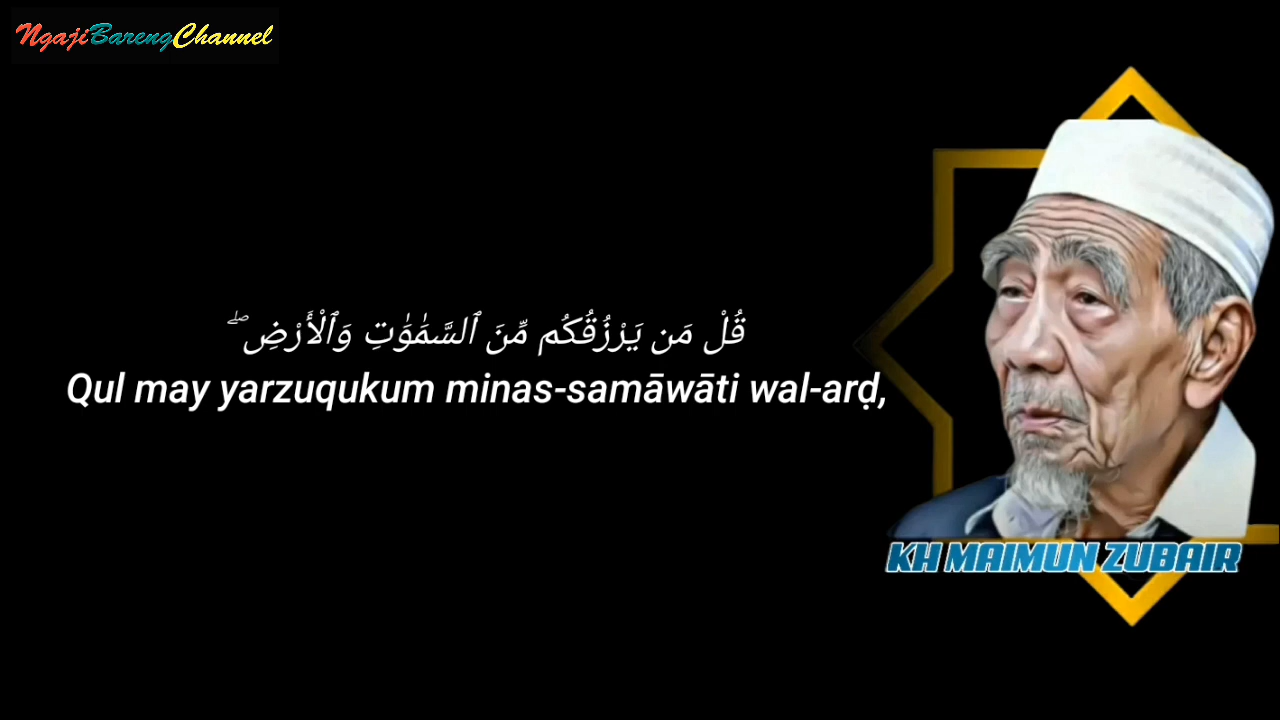 NgajiBarengChannel
قُلْ مَن يَرْزُقُكُم مِّنَ ٱلسَّمَٰوَٰتِ وَٱلْأَرْضِ ۖ
Qul may yarzuqukum minas-samāwāti wal-arḍ,
KH MAIMUN ZUBAIR